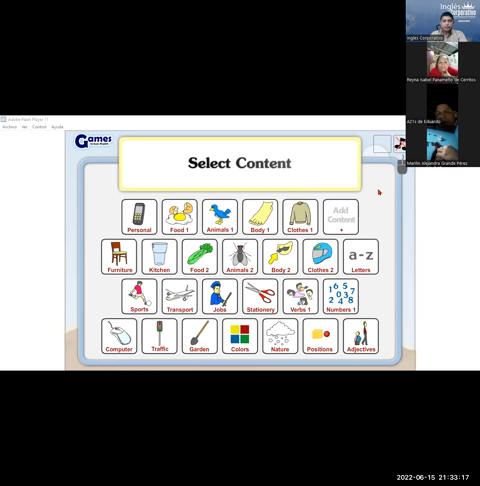 Inglés
Corporativo
Ingles Corporativo
Reyna Isabel Panameño de Cerritos
Marilin Alejandra Grande Pérez
Adobe Flash Player 11
Archivo Ver Control Ayuda
Games
Select Content
Personal Food 1 Animals 1 Body 1 Clothes 1 Add Content +
Furniture Kitchen Food 2 Animals 2 Body 2 Clothes 2 a-z Letters
Sports Transport Jobs Stationery Verbs 1 Numbers 1
Computer Traffic Garden Colors Nature Positions Adjectives
2022-06-15 21:33:17